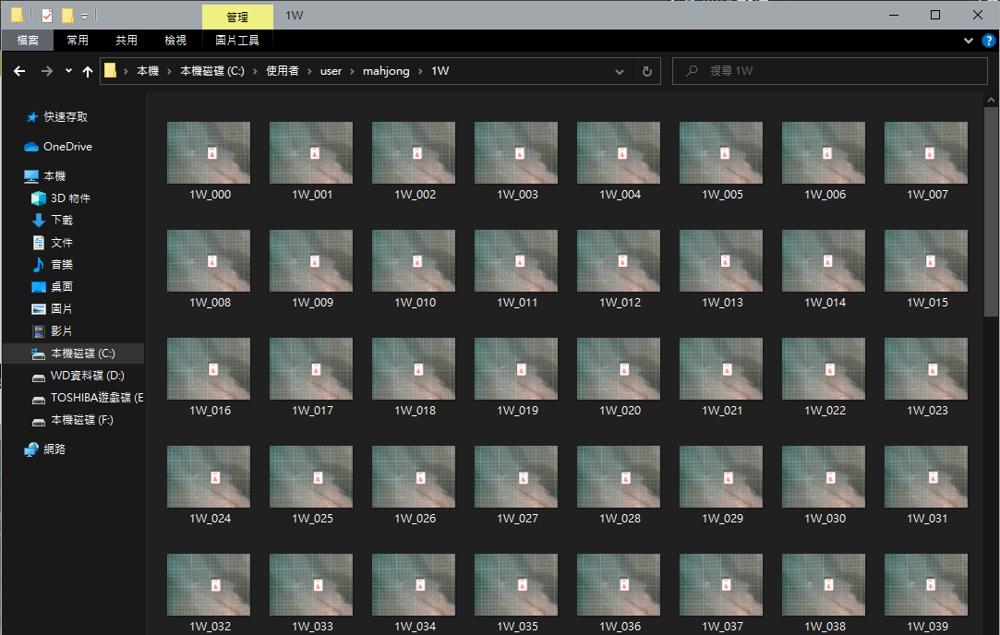 管理
1W
檔案
常用
共用
檢視
圖片工具
本機 > 本機磁碟 (C:) > 使用者 > user > mahjong > 1W
搜尋 1W
快速存取
OneDrive
本機
3D 物件
下載
文件
音樂
桌面
圖片
影片
本機磁碟 (C:)
WD資料碟 (D:)
TOSHIBA遊戲碟 (E
本機磁碟 (F:)
網路
1W_000 1W_001 1W_002 1W_003 1W_004 1W_005 1W_006 1W_007
1W_008 1W_009 1W_010 1W_011 1W_012 1W_013 1W_014 1W_015
1W_016 1W_017 1W_018 1W_019 1W_020 1W_021 1W_022 1W_023
1W_024 1W_025 1W_026 1W_027 1W_028 1W_029 1W_030 1W_031
1W_032 1W_033 1W_034 1W_035 1W_036 1W_037 1W_038 1W_039